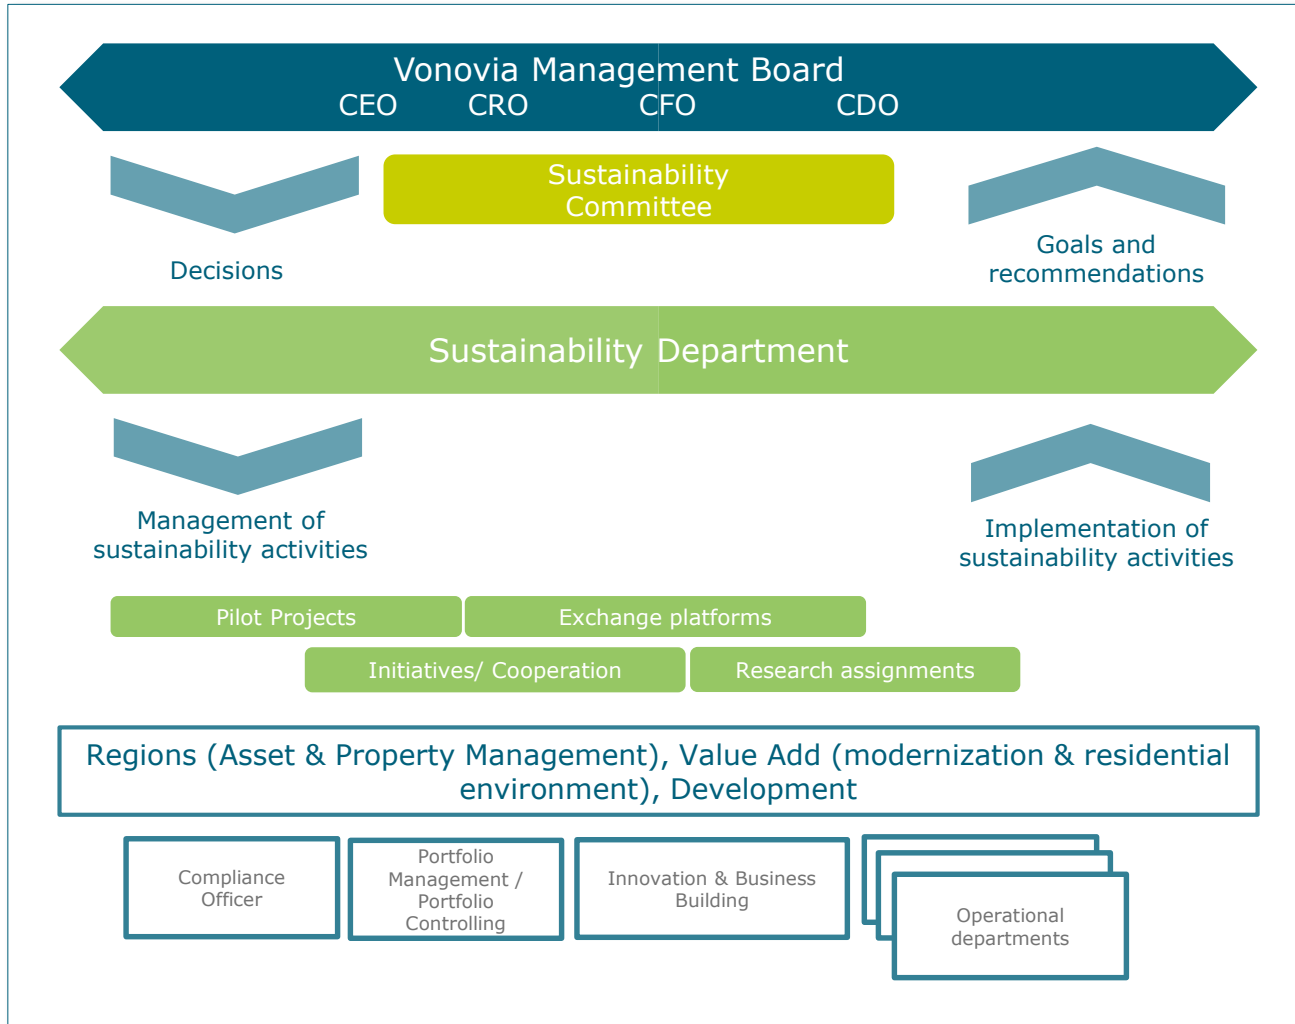 Vonovia Management Board
CEO CRO CFO CDO
Sustainability
Committee
Decisions
Goals and
recommendations
Sustainability Department
Management of
sustainability activities
Implementation of
sustainability activities
Pilot Projects
Exchange platforms
Initiatives/ Cooperation
Research assignments
Regions (Asset & Property Management), Value Add (modernization & residential
environment), Development
Compliance
Officer
Portfolio
Management /
Portfolio
Controlling
Innovation & Business
Building
Operational
departments